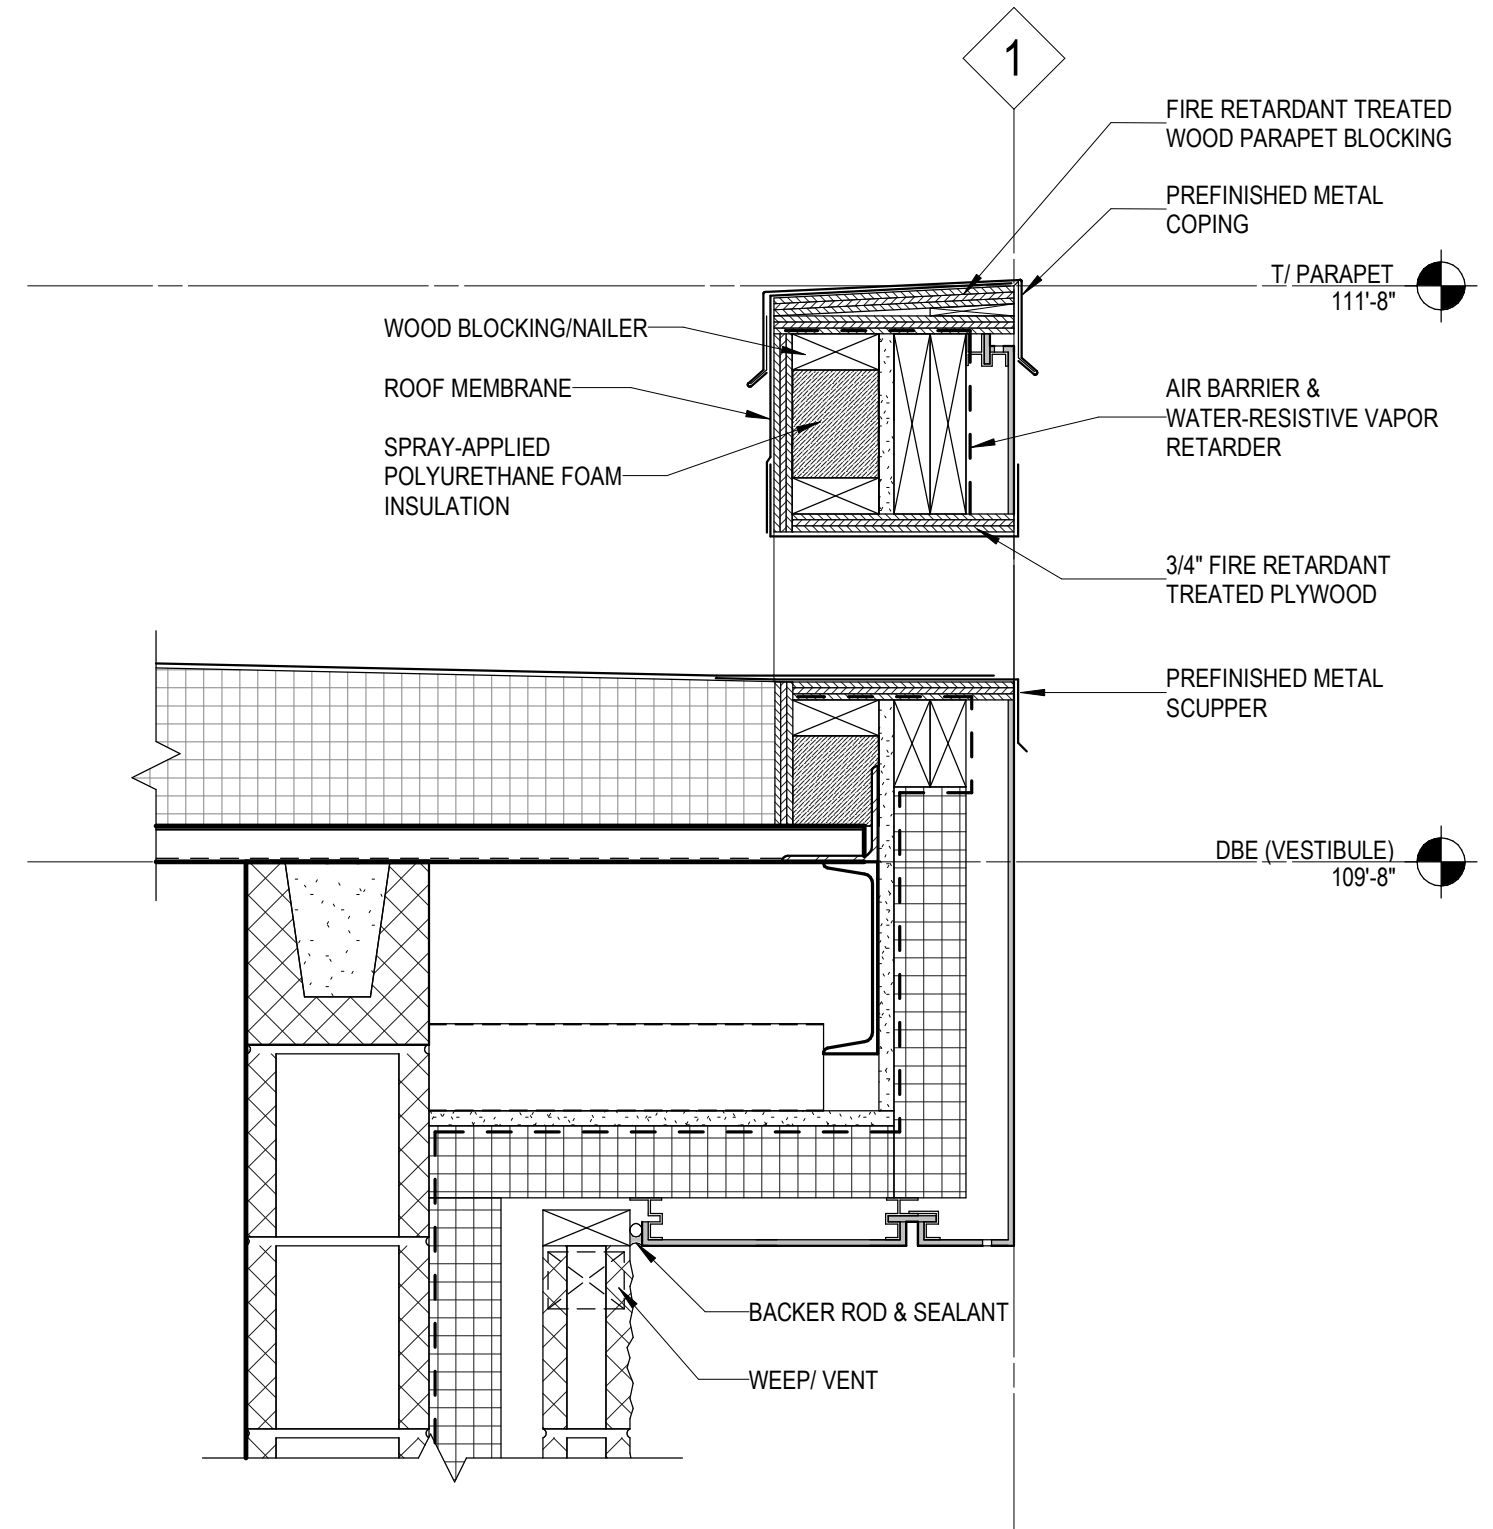 1
FIRE RETARDANT TREATED
WOOD PARAPET BLOCKING
PREFINISHED METAL
COPING
T/ PARAPET
111'-8"
WOOD BLOCKING/NAILER
ROOF MEMBRANE
SPRAY-APPLIED
POLYURETHANE FOAM
INSULATION
AIR BARRIER &
WATER-RESISTIVE VAPOR
RETARDER
3/4" FIRE RETARDANT
TREATED PLYWOOD
PREFINISHED METAL
SCUPPER
DBE (VESTIBULE)
109'-8"
BACKER ROD & SEALANT
WEEP/ VENT